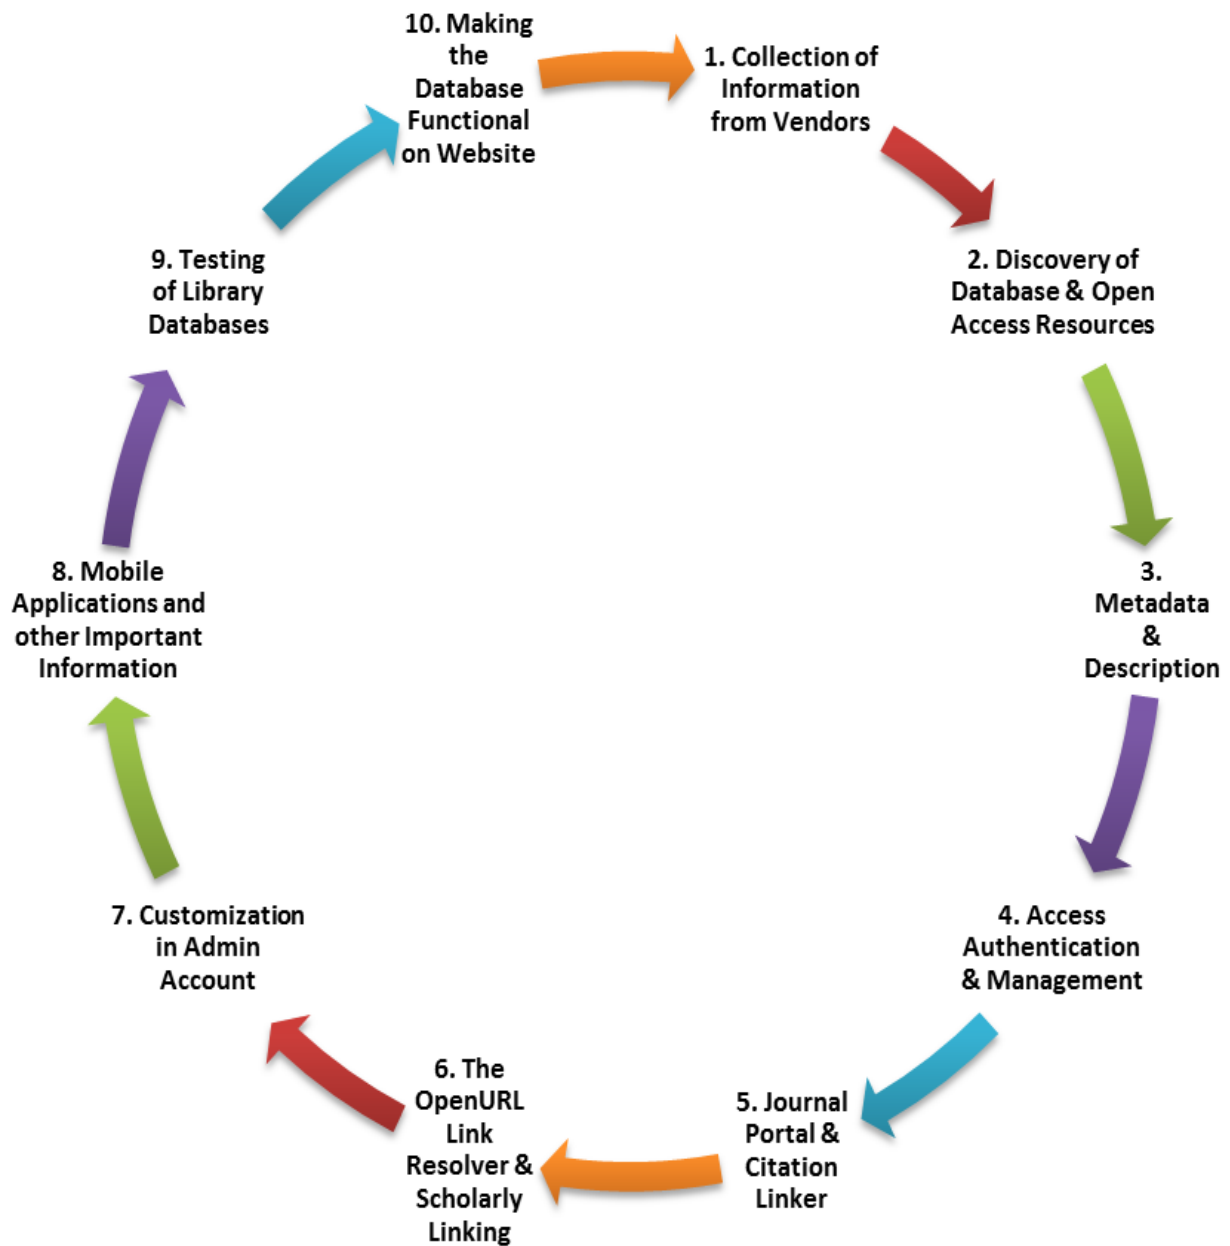 10. Making
the
Database
Functional
on Website
1. Collection of
Information
from Vendors
2. Discovery of
Database & Open
Access Resources
3.
Metadata
&
Description
4. Access
Authentication
& Management
5. Journal
Portal &
Citation
Linker
6. The
OpenURL
Link
Resolver &
Scholarly
Linking
7. Customization
in Admin
Account
8. Mobile
Applications and
other Important
Information
9. Testing
of Library
Databases